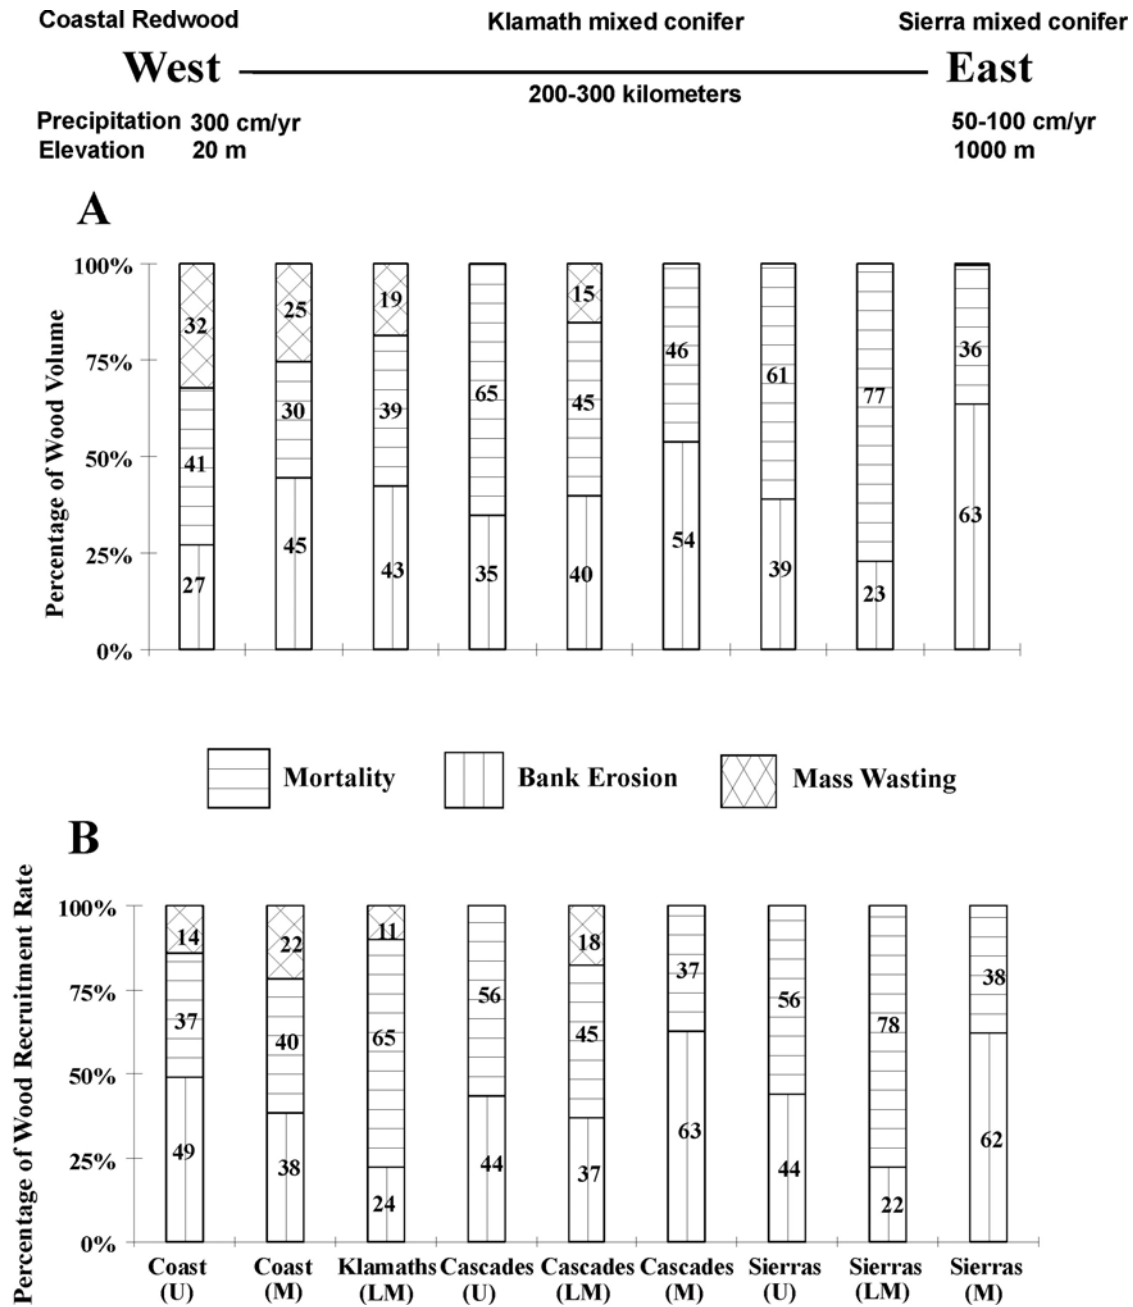 Coastal Redwood Klamath mixed conifer Sierra mixed conifer
West East
200-300 kilometers
Precipitation 300 cm/yr 50-100 cm/yr
Elevation 20 m 1000 m
A
Percentage of Wood Volume
100%
75%
50%
25%
0%
32 41 27
25 30 45
19 39 43
65 35
15 45 40
46 54
61 39
77 23
36 63
Mortality Bank Erosion Mass Wasting
B
Percentage of Wood Recruitment Rate
100%
75%
50%
25%
0%
14 37 49
22 40 38
11 65 24
56 44
18 45 37
37 63
56 44
78 22
38 62
Coast Coast Klamaths Cascades Cascades Cascades Sierras Sierras Sierras
(U) (M) (LM) (U) (LM) (M) (U) (LM) (M)